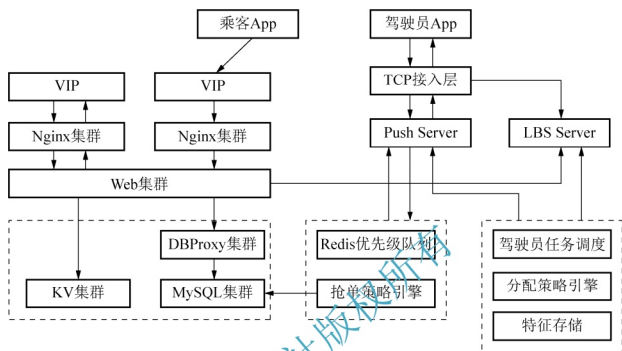 乘客App
驾驶员App
VIP
VIP
TCP接入层
Nginx集群
Nginx集群
Push Server
LBS Server
Web集群
DBProxy集群
Redis优先级队列
驾驶员任务调度
KV集群
MySQL集群
抢单策略引擎
分配策略引擎
特征存储
版权所有